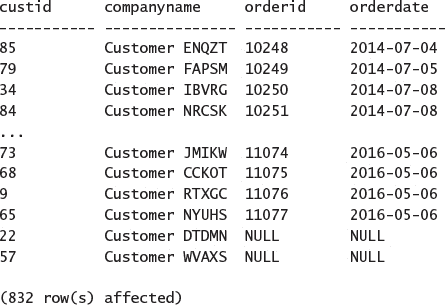 custid companyname orderid orderdate
----------- --------------- ----------- -----------
85 Customer ENQZT 10248 2014-07-04
79 Customer FAPSM 10249 2014-07-05
34 Customer IBVRG 10250 2014-07-08
84 Customer NRCSK 10251 2014-07-08
...
73 Customer JMIKW 11074 2016-05-06
68 Customer CCKOT 11075 2016-05-06
9 Customer RTXGC 11076 2016-05-06
65 Customer NYUHS 11077 2016-05-06
22 Customer DTDMN NULL NULL
57 Customer WVAXS NULL NULL
(832 row(s) affected)